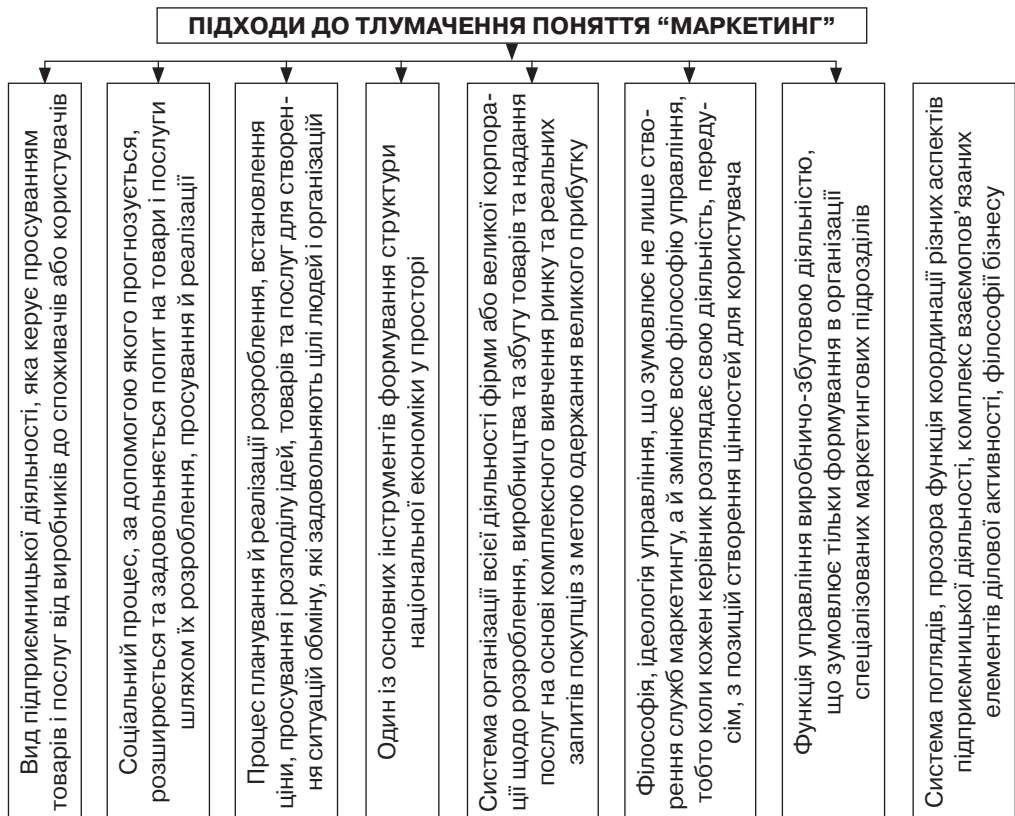 ПІДХОДИ ДО ТЛУМАЧЕННЯ ПОНЯТТЯ “МАРКЕТИНГ”
Вид підприємницької діяльності, яка керує просуванням
товарів і послуг від виробників до споживачів або користувачів
Соціальний процес, за допомогою якого прогнозується,
розширюється та задовольняється попит на товари і послуги
шляхом їх розроблення, просування й реалізації
Процес планування й реалізації розроблення, встановлення
ціни, просування і розподілу ідей, товарів та послуг для створен-
ня ситуацій обміну, які задовольняють цілі людей і організацій
Один із основних інструментів формування структури
національної економіки у просторі
Система організації всієї діяльності фірми або великої корпора-
ції щодо розроблення, виробництва та збуту товарів та надання
послуг на основі комплексного вивчення ринку та реальних
запитів покупців з метою одержання великого прибутку
Філософія, ідеологія управління, що зумовлює не лише ство-
рення служб маркетингу, а й змінює всю філософію управління,
тобто коли кожен керівник розглядає свою діяльність, переду-
сім, з позицій створення цінностей для користувача
Функція управління виробничо-збутовою діяльністю,
що зумовлює тільки формування в організації
спеціалізованих маркетингових підрозділів
Система поглядів, прозора функція координації різних аспектів
підприємницької діяльності, комплекс взаємопов’язаних
елементів ділової активності, філософії бізнесу